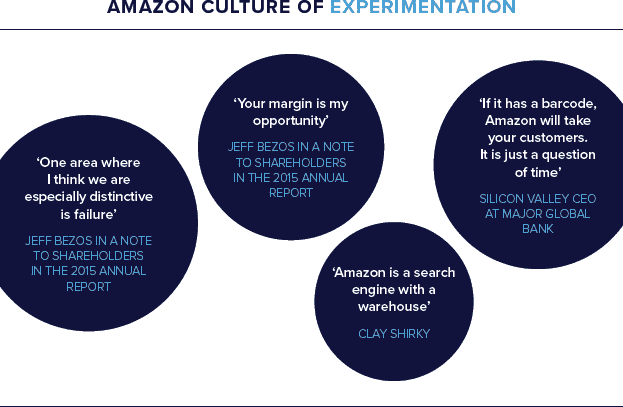 AMAZON CULTURE OF EXPERIMENTATION
‘One area where
I think we are
especially distinctive
is failure’
JEFF BEZOS IN A NOTE
TO SHAREHOLDERS
IN THE 2015 ANNUAL
REPORT
‘Your margin is my
opportunity’
JEFF BEZOS IN A NOTE
TO SHAREHOLDERS
IN THE 2015 ANNUAL
REPORT
‘If it has a barcode,
Amazon will take
your customers.
It is just a question
of time’
SILICON VALLEY CEO
AT MAJOR GLOBAL
BANK
‘Amazon is a search
engine with a
warehouse’
CLAY SHIRKY